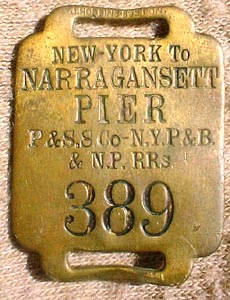 NEW-YORK TO
NARRAGANSETT
PIER
P.&S,S Co-N.Y.P.&B.
& N.P. RRs.
389